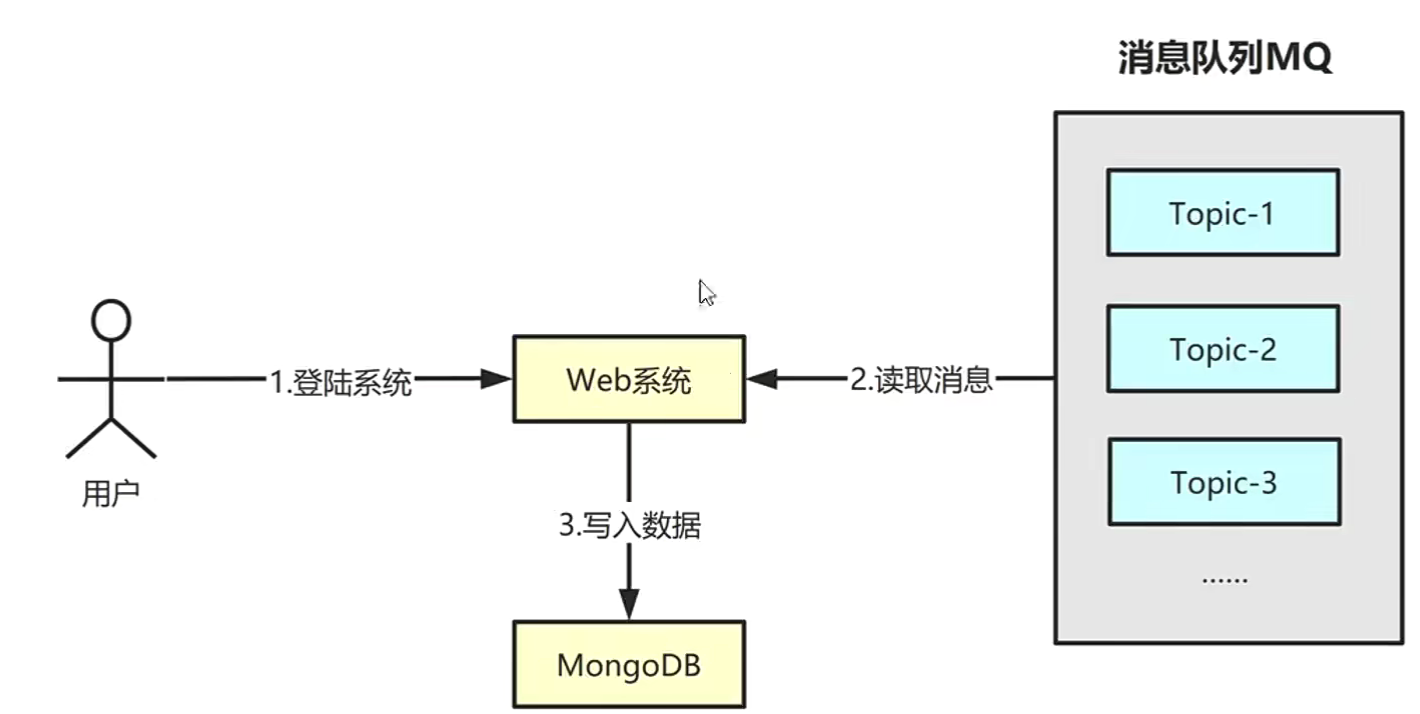 消息队列MQ
Topic-1
Topic-2
Topic-3
......
1.登陆系统
Web系统
2.读取消息
用户
3.写入数据
MongoDB